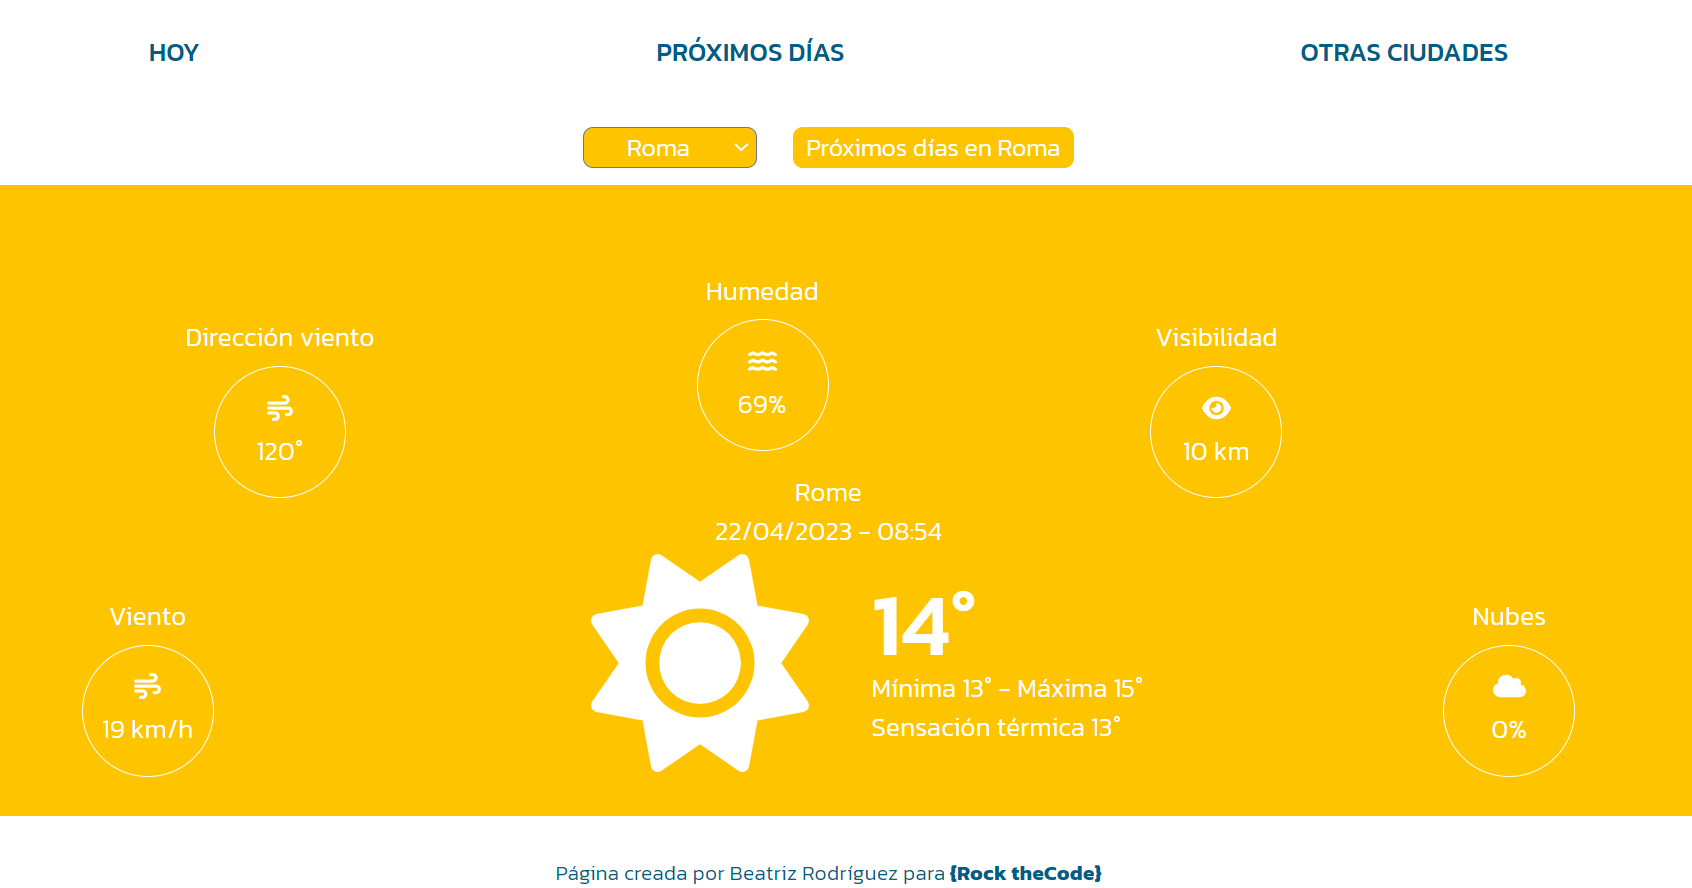 HOY
PRÓXIMOS DÍAS
OTRAS CIUDADES
Roma
Próximos días en Roma
Humedad
69%
Dirección viento
120°
Visibilidad
10 km
Rome
22/04/2023 - 08:54
14°
Mínima 13° - Máxima 15°
Sensación térmica 13°
Viento
19 km/h
Nubes
0%
Página creada por Beatriz Rodríguez para {Rock theCode}